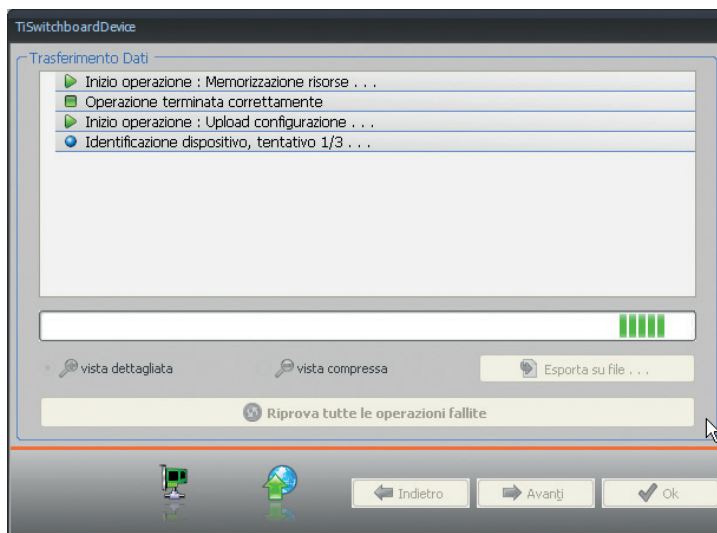 TiSwitchboardDevice
Trasferimento Dati
Inizio operazione : Memorizzazione risorse . . .
Operazione terminata correttamente
Inizio operazione : Upload configurazione . . .
Identificazione dispositivo, tentativo 1/3 . . .
vista dettagliata vista compressa Esporta su file . . .
Riprova tutte le operazioni fallite
Indietro Avanti Ok